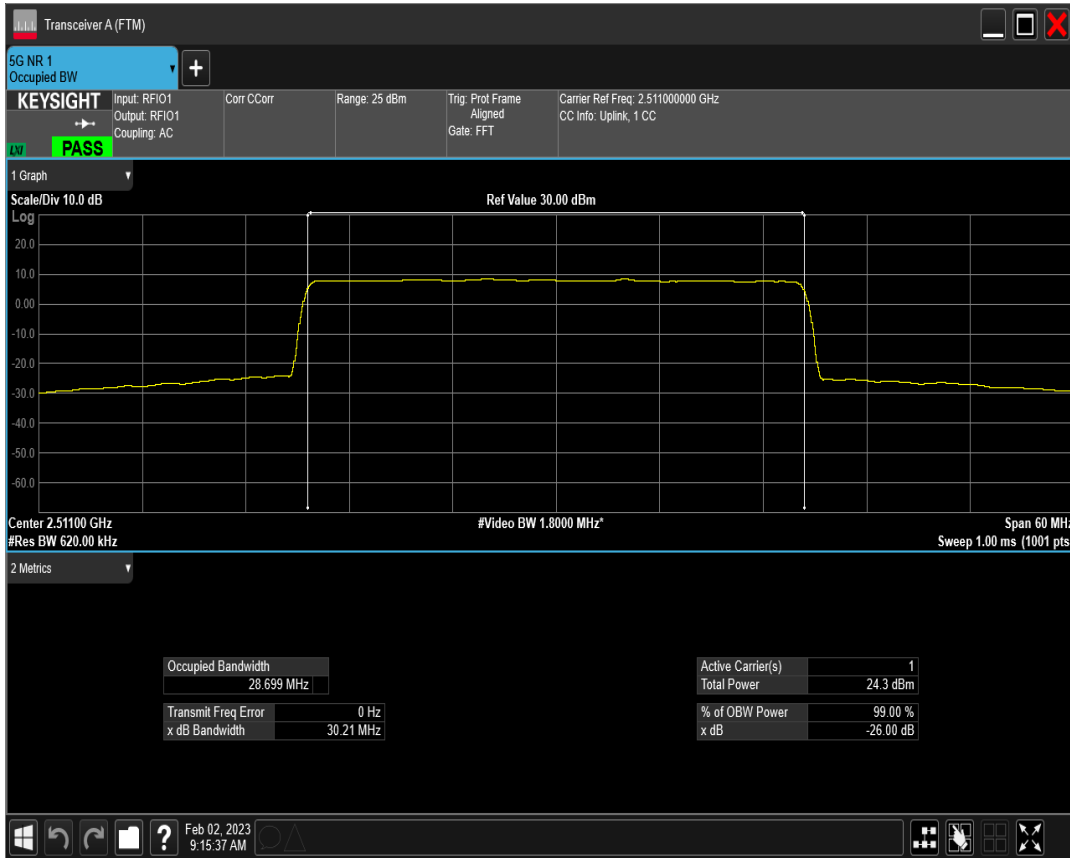 Transceiver A (FTM)
5G NR 1
Occupied BW
+
KEYSIGHT
LXI
PASS
Input: RFIO1
Output: RFIO1
Coupling: AC
Corr CCorr
Range: 25 dBm
Trig: Prot Frame
Aligned
Gate: FFT
Carrier Ref Freq: 2.511000000 GHz
CC Info: Uplink, 1 CC
1 Graph
Scale/Div 10.0 dB
Ref Value 30.00 dBm
Log
20.0
10.0
0.00
-10.0
-20.0
-30.0
-40.0
-50.0
-60.0
Center 2.51100 GHz
#Video BW 1.8000 MHz*
Span 60 MHz
#Res BW 620.00 kHz
Sweep 1.00 ms (1001 pts
2 Metrics
Occupied Bandwidth
28.699 MHz
Transmit Freq Error 0 Hz
x dB Bandwidth 30.21 MHz
Active Carrier(s) 1
Total Power 24.3 dBm
% of OBW Power 99.00 %
x dB -26.00 dB
?
Feb 02, 2023
9:15:37 AM